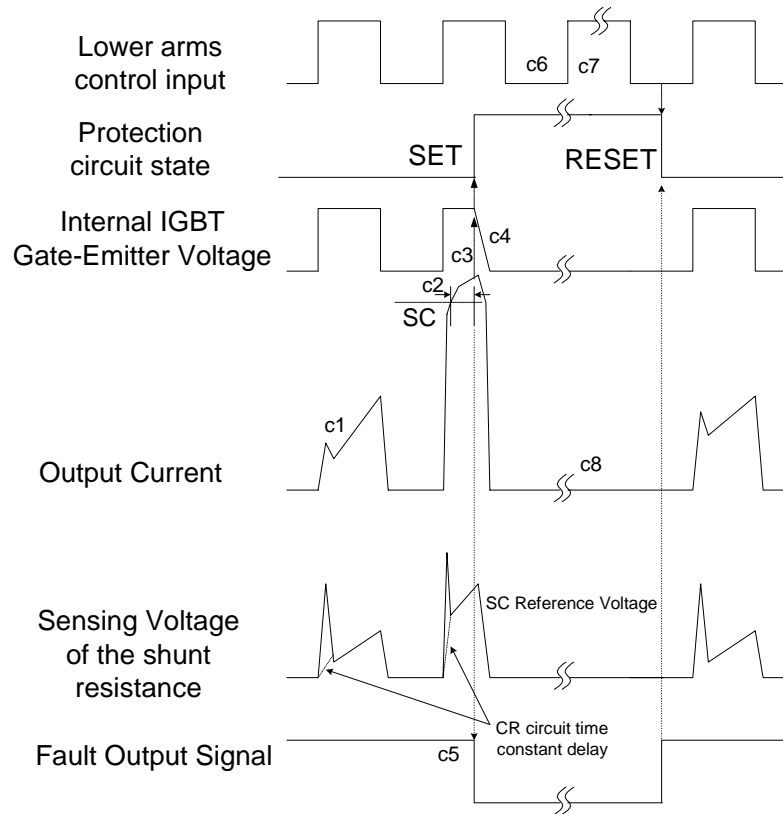 Lower arms
control input
c6
c7
Protection
circuit state
SET
RESET
Internal IGBT
Gate-Emitter Voltage
c3
c4
c2
SC
c1
Output Current
c8
SC Reference Voltage
Sensing Voltage
of the shunt
resistance
CR circuit time
constant delay
Fault Output Signal
c5